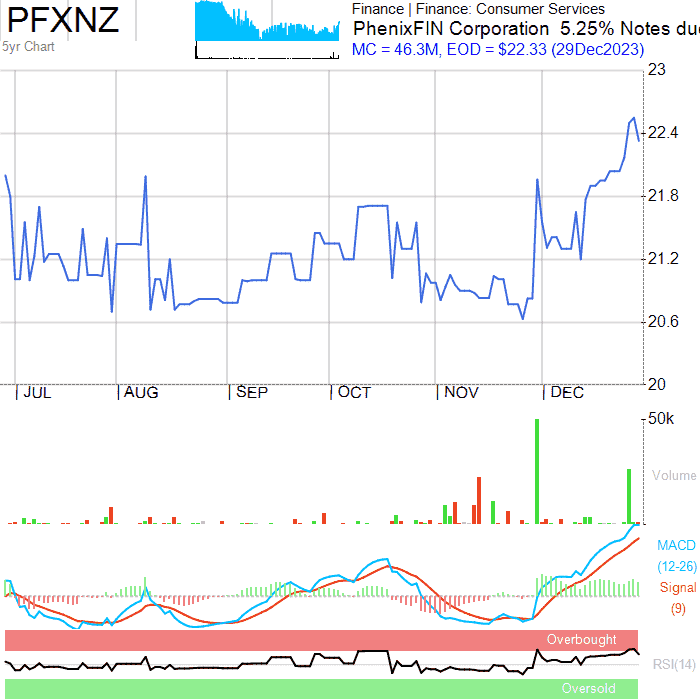 PFXNZ
5yr Chart
Finance | Finance: Consumer Services
PhenixFIN Corporation 5.25% Notes du
MC = 46.3M, EOD = $22.33 (29Dec2023)
23
22.4
21.8
21.2
20.6
20
JUL AUG SEP OCT NOV DEC
50k
Volume
MACD
(12-26)
Signal
(9)
Overbought
RSI(14)
Oversold